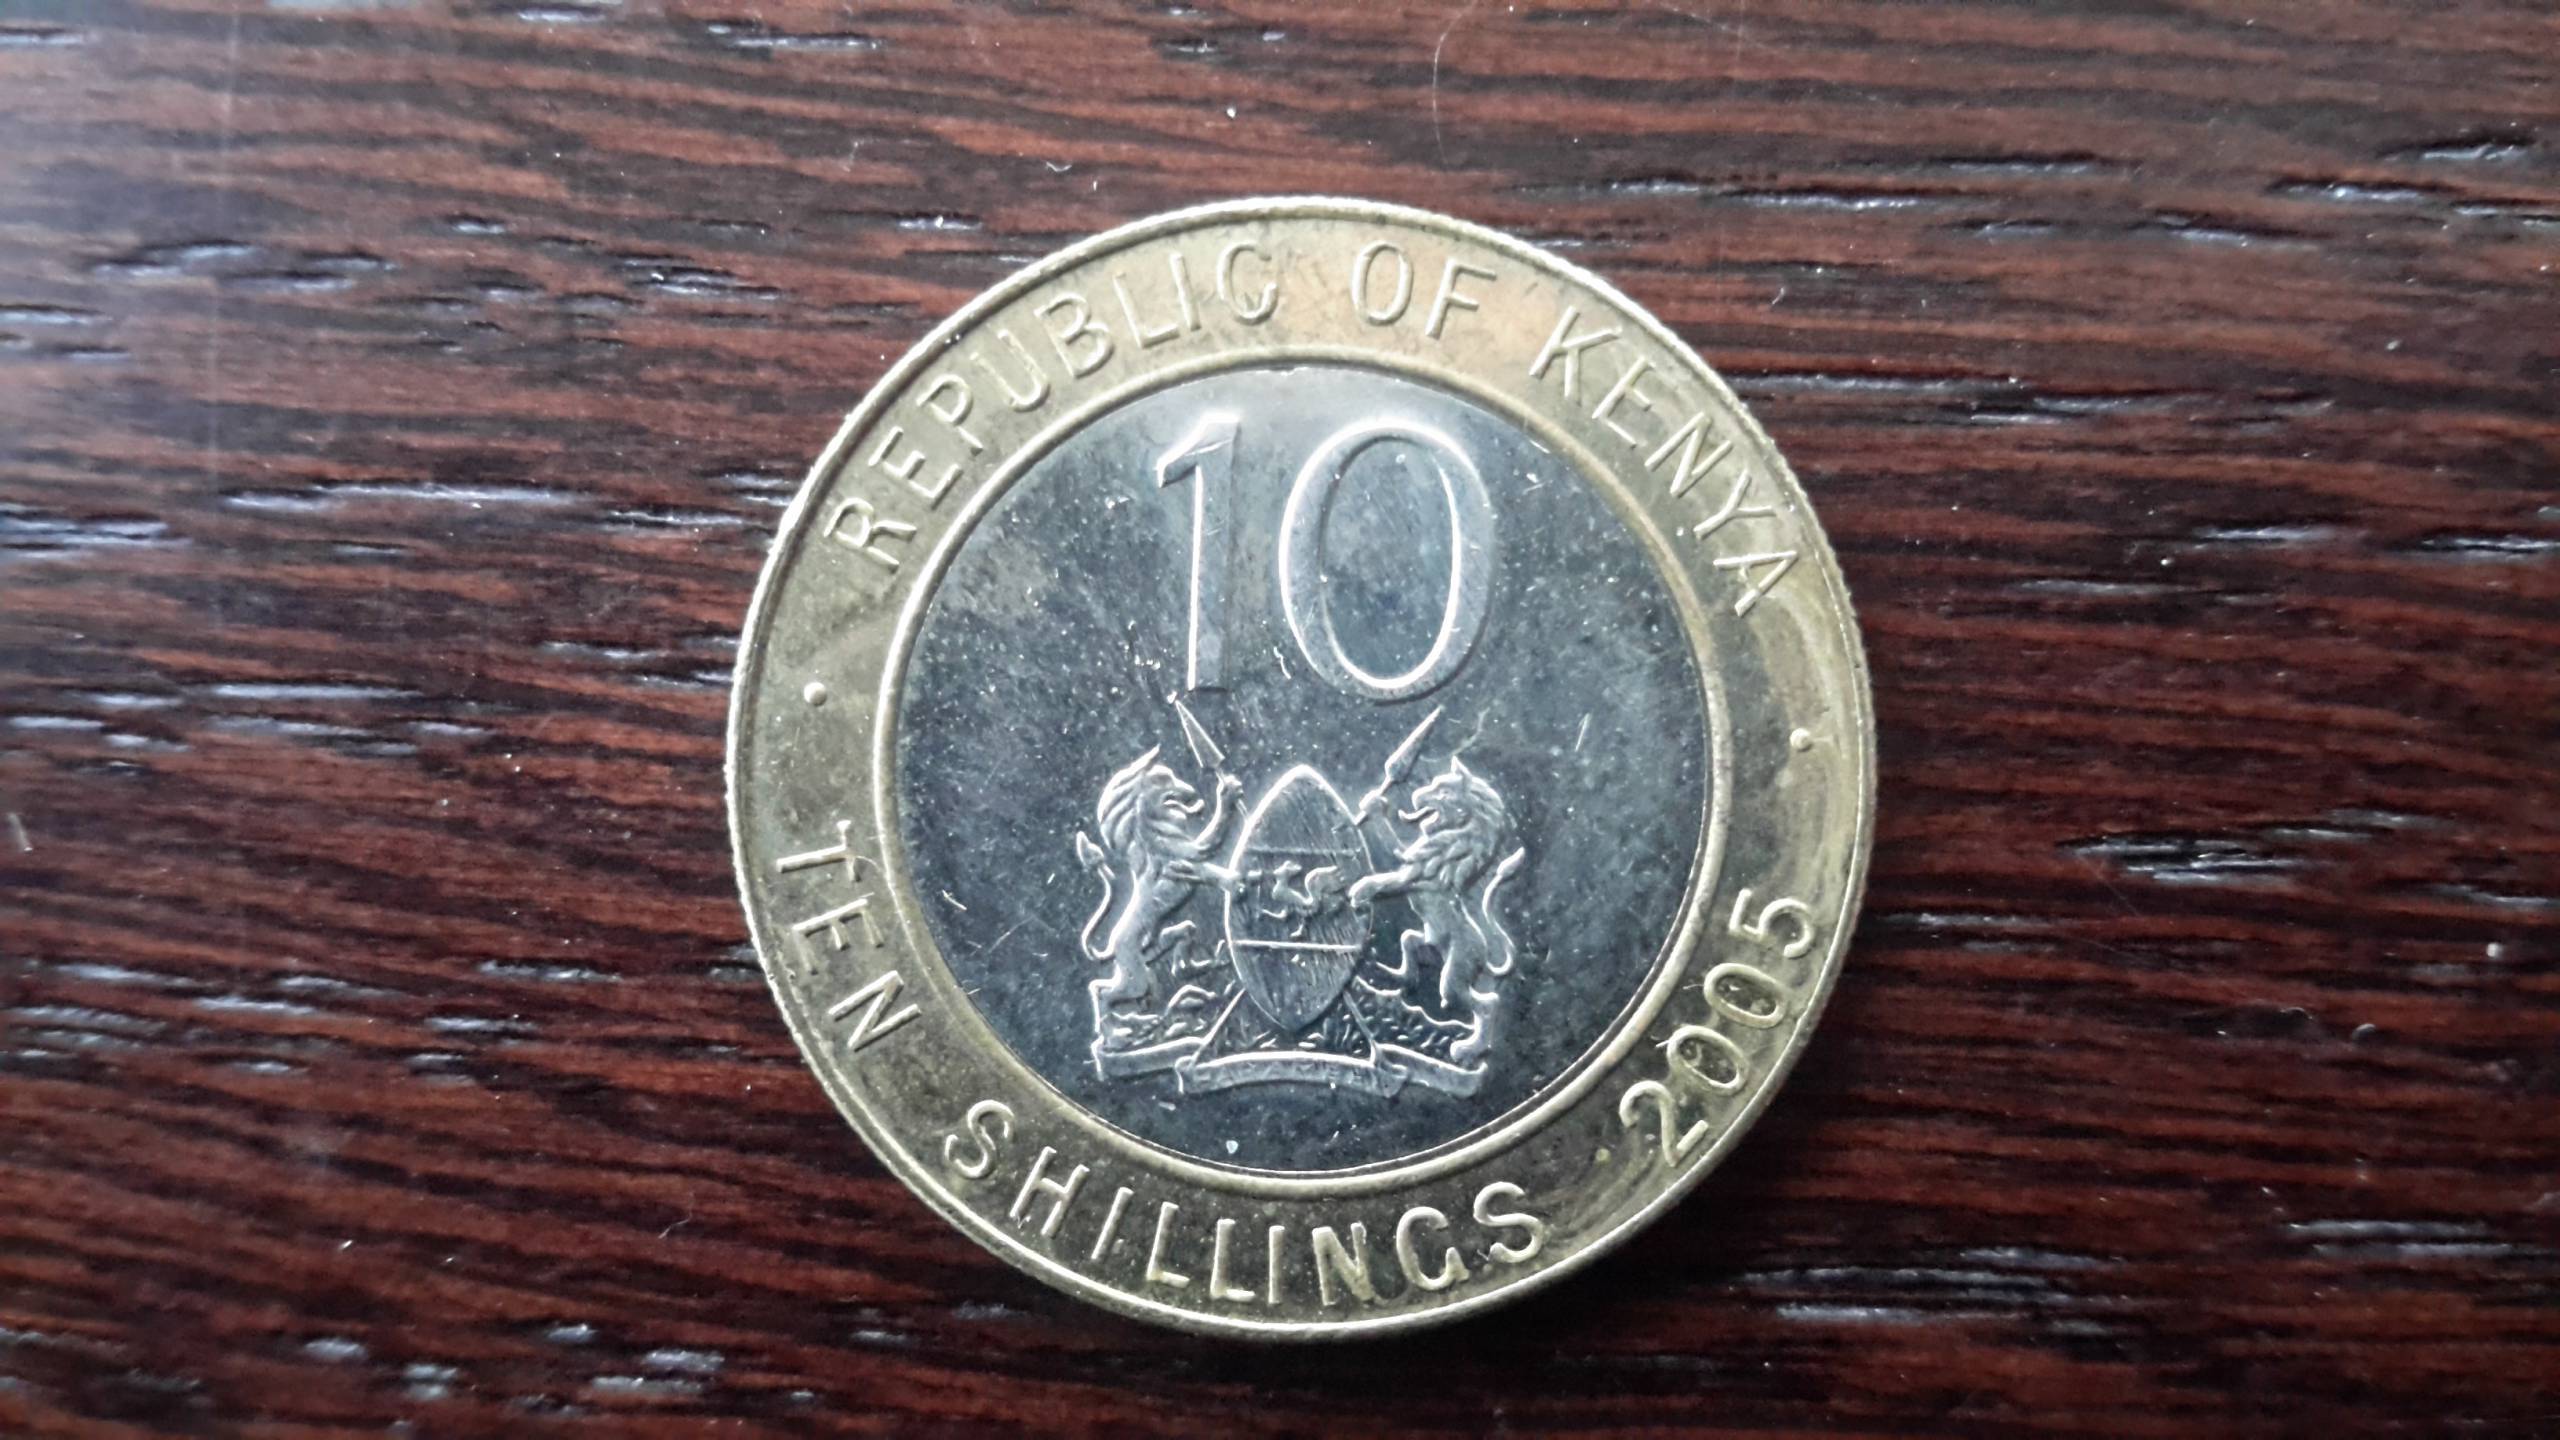 REPUBLIC OF KENYA
10
TEN SHILLINGS 2005